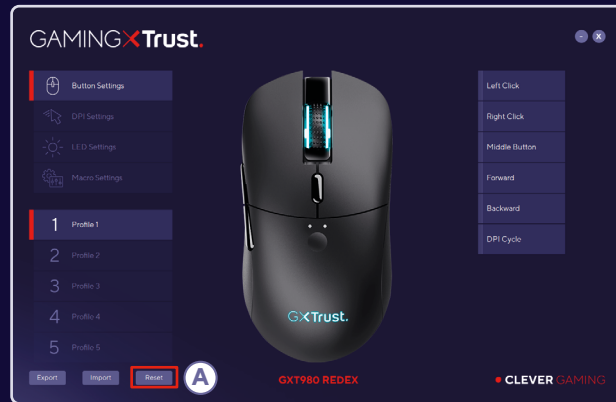 GAMING Trust.
- x
Button Settings
DPI Settings
LED Settings
Macro Settings
1 Profile 1
2 Profile 2
3 Profile 3
4 Profile 4
5 Profile 5
Export Import Reset A
GXTrust.
GXT980 REDEX
Left Click
Right Click
Middle Button
Forward
Backward
DPI Cycle
CLEVER GAMING